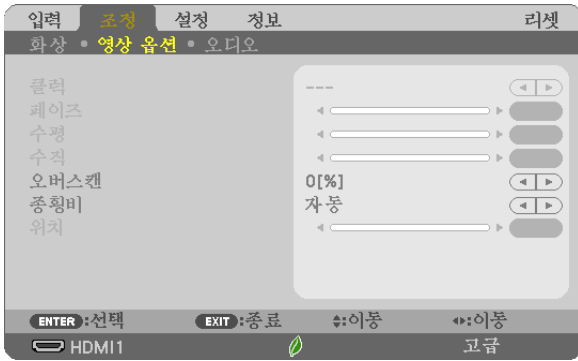 입력 조정 설정 정보 리셋
화상 • 영상 옵션 • 오디오
클럭 ---
페이즈
수평
수직
오버스캔 0[%]
종횡비 자동
위치
ENTER :선택 EXIT :종료 :이동 :이동
HDMI1 고급